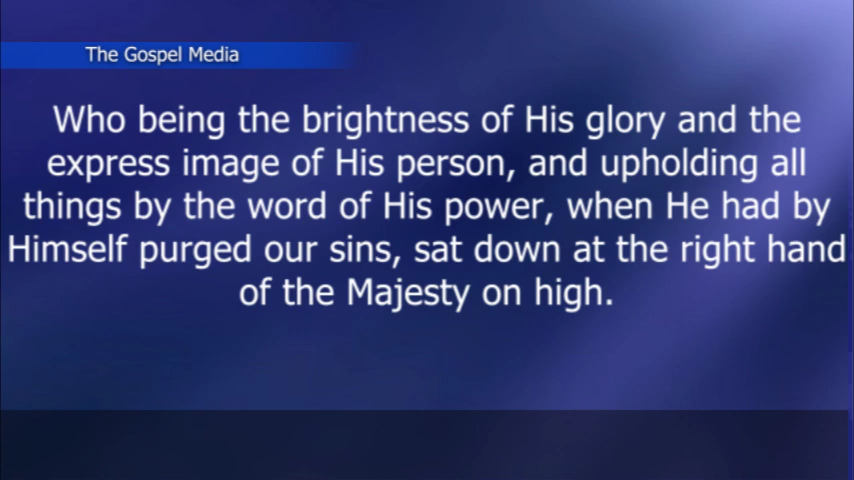 The Gospel Media
Who being the brightness of His glory and the
express image of His person, and upholding all
things by the word of His power, when He had by
Himself purged our sins, sat down at the right hand
of the Majesty on high.